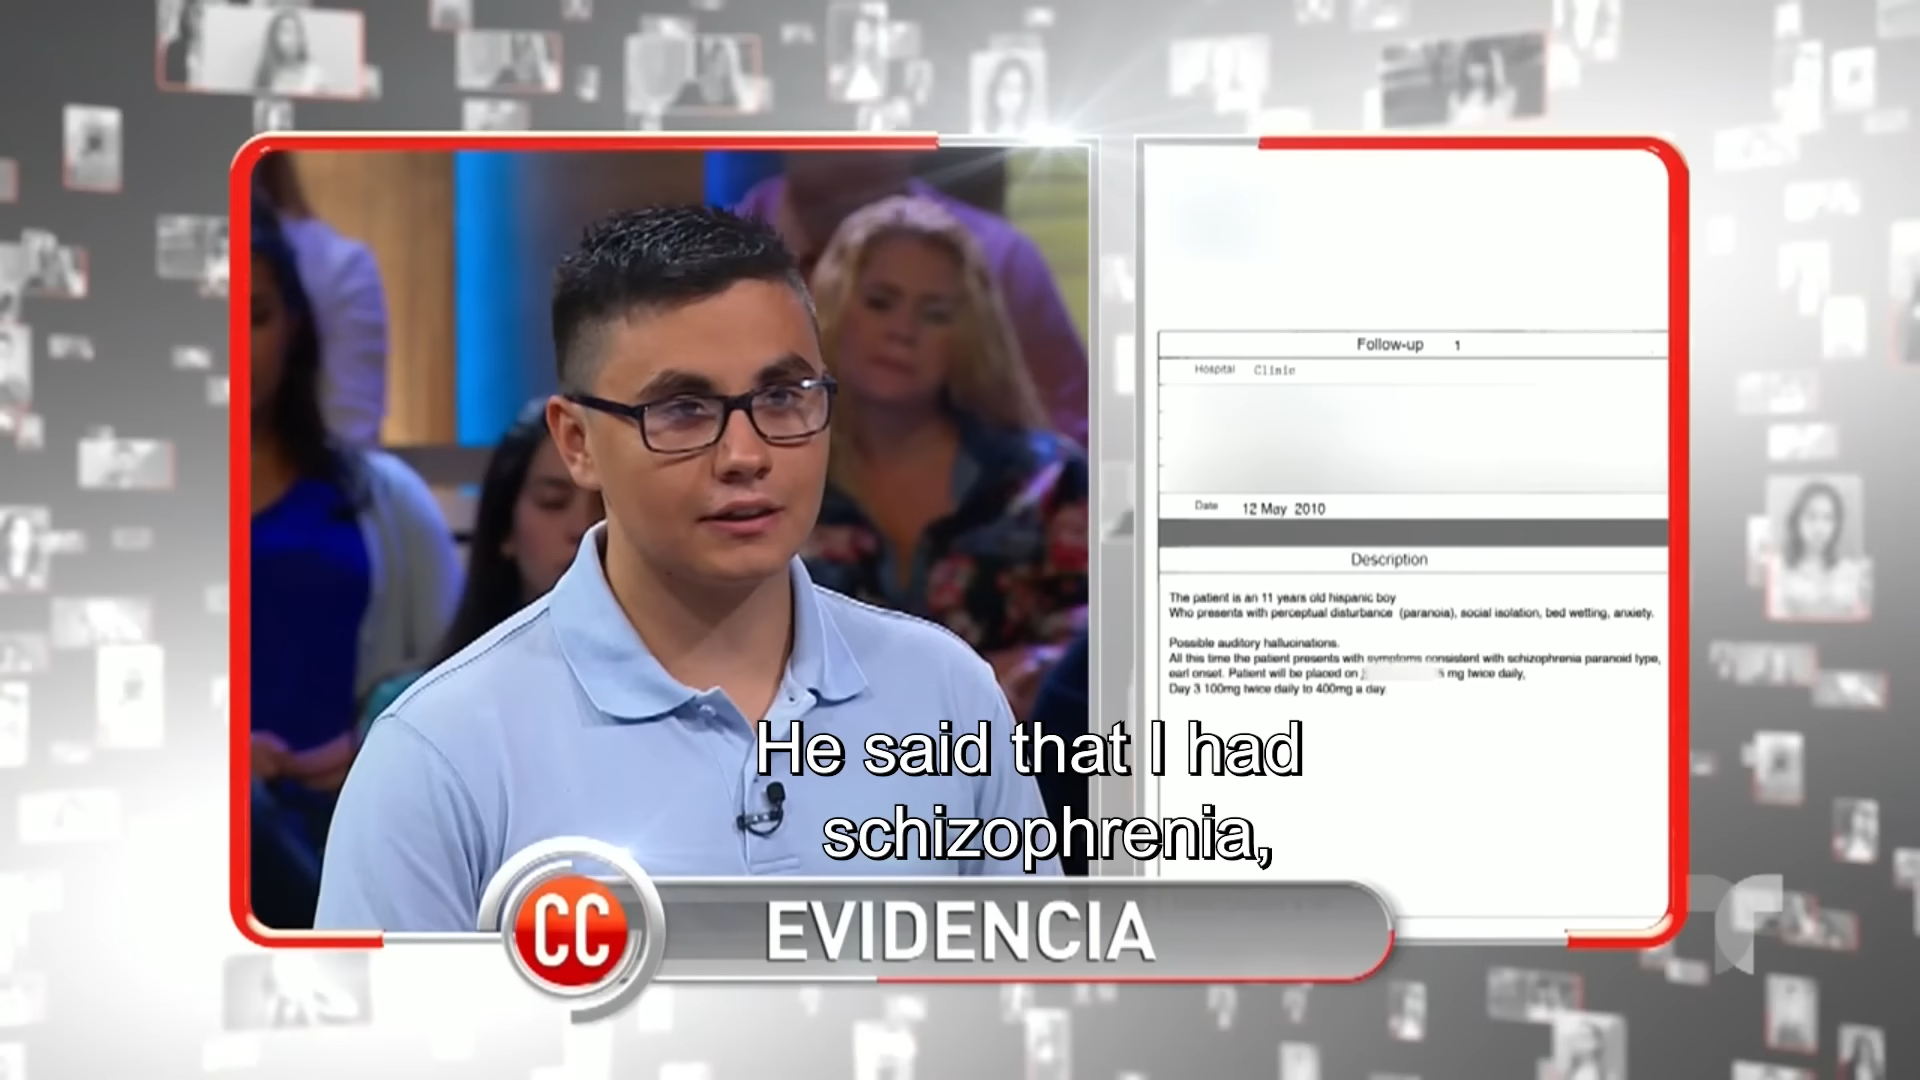 Follow-up 1
Hospital Clinic
Date 12 May 2010
Description
The patient is an 11 years old hispanic boy
Who presents with perceptual disturbance (paranoia), social isolation, bed wetting, anxiety.
Possible auditory hallucinations.
All this time the patient presents with symptoms consistent with schizophrenia paranoid type,
earl onset. Patient will be placed on mg twice daily,
Day 3 100mg twice daily to 400mg a day
He said that I had
schizophrenia,
CC EVIDENCIA